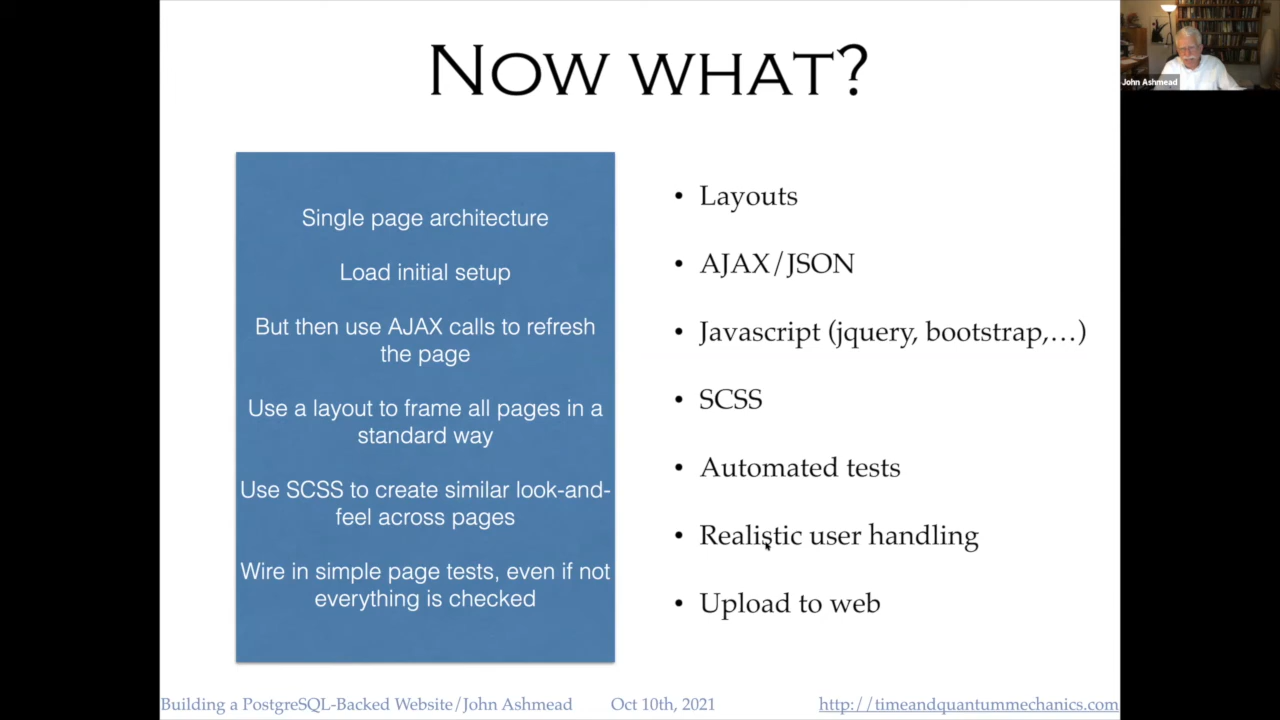 Now what?
John Ashmead
Single page architecture
Load initial setup
But then use AJAX calls to refresh
the page
Use a layout to frame all pages in a
standard way
Use SCSS to create similar look-and-
feel across pages
Wire in simple page tests, even if not
everything is checked
• Layouts
• AJAX/JSON
• Javascript (jquery, bootstrap,…)
• SCSS
• Automated tests
• Realistic user handling
• Upload to web
Building a PostgreSQL-Backed Website/John Ashmead Oct 10th, 2021 http://timeandquantummechanics.com